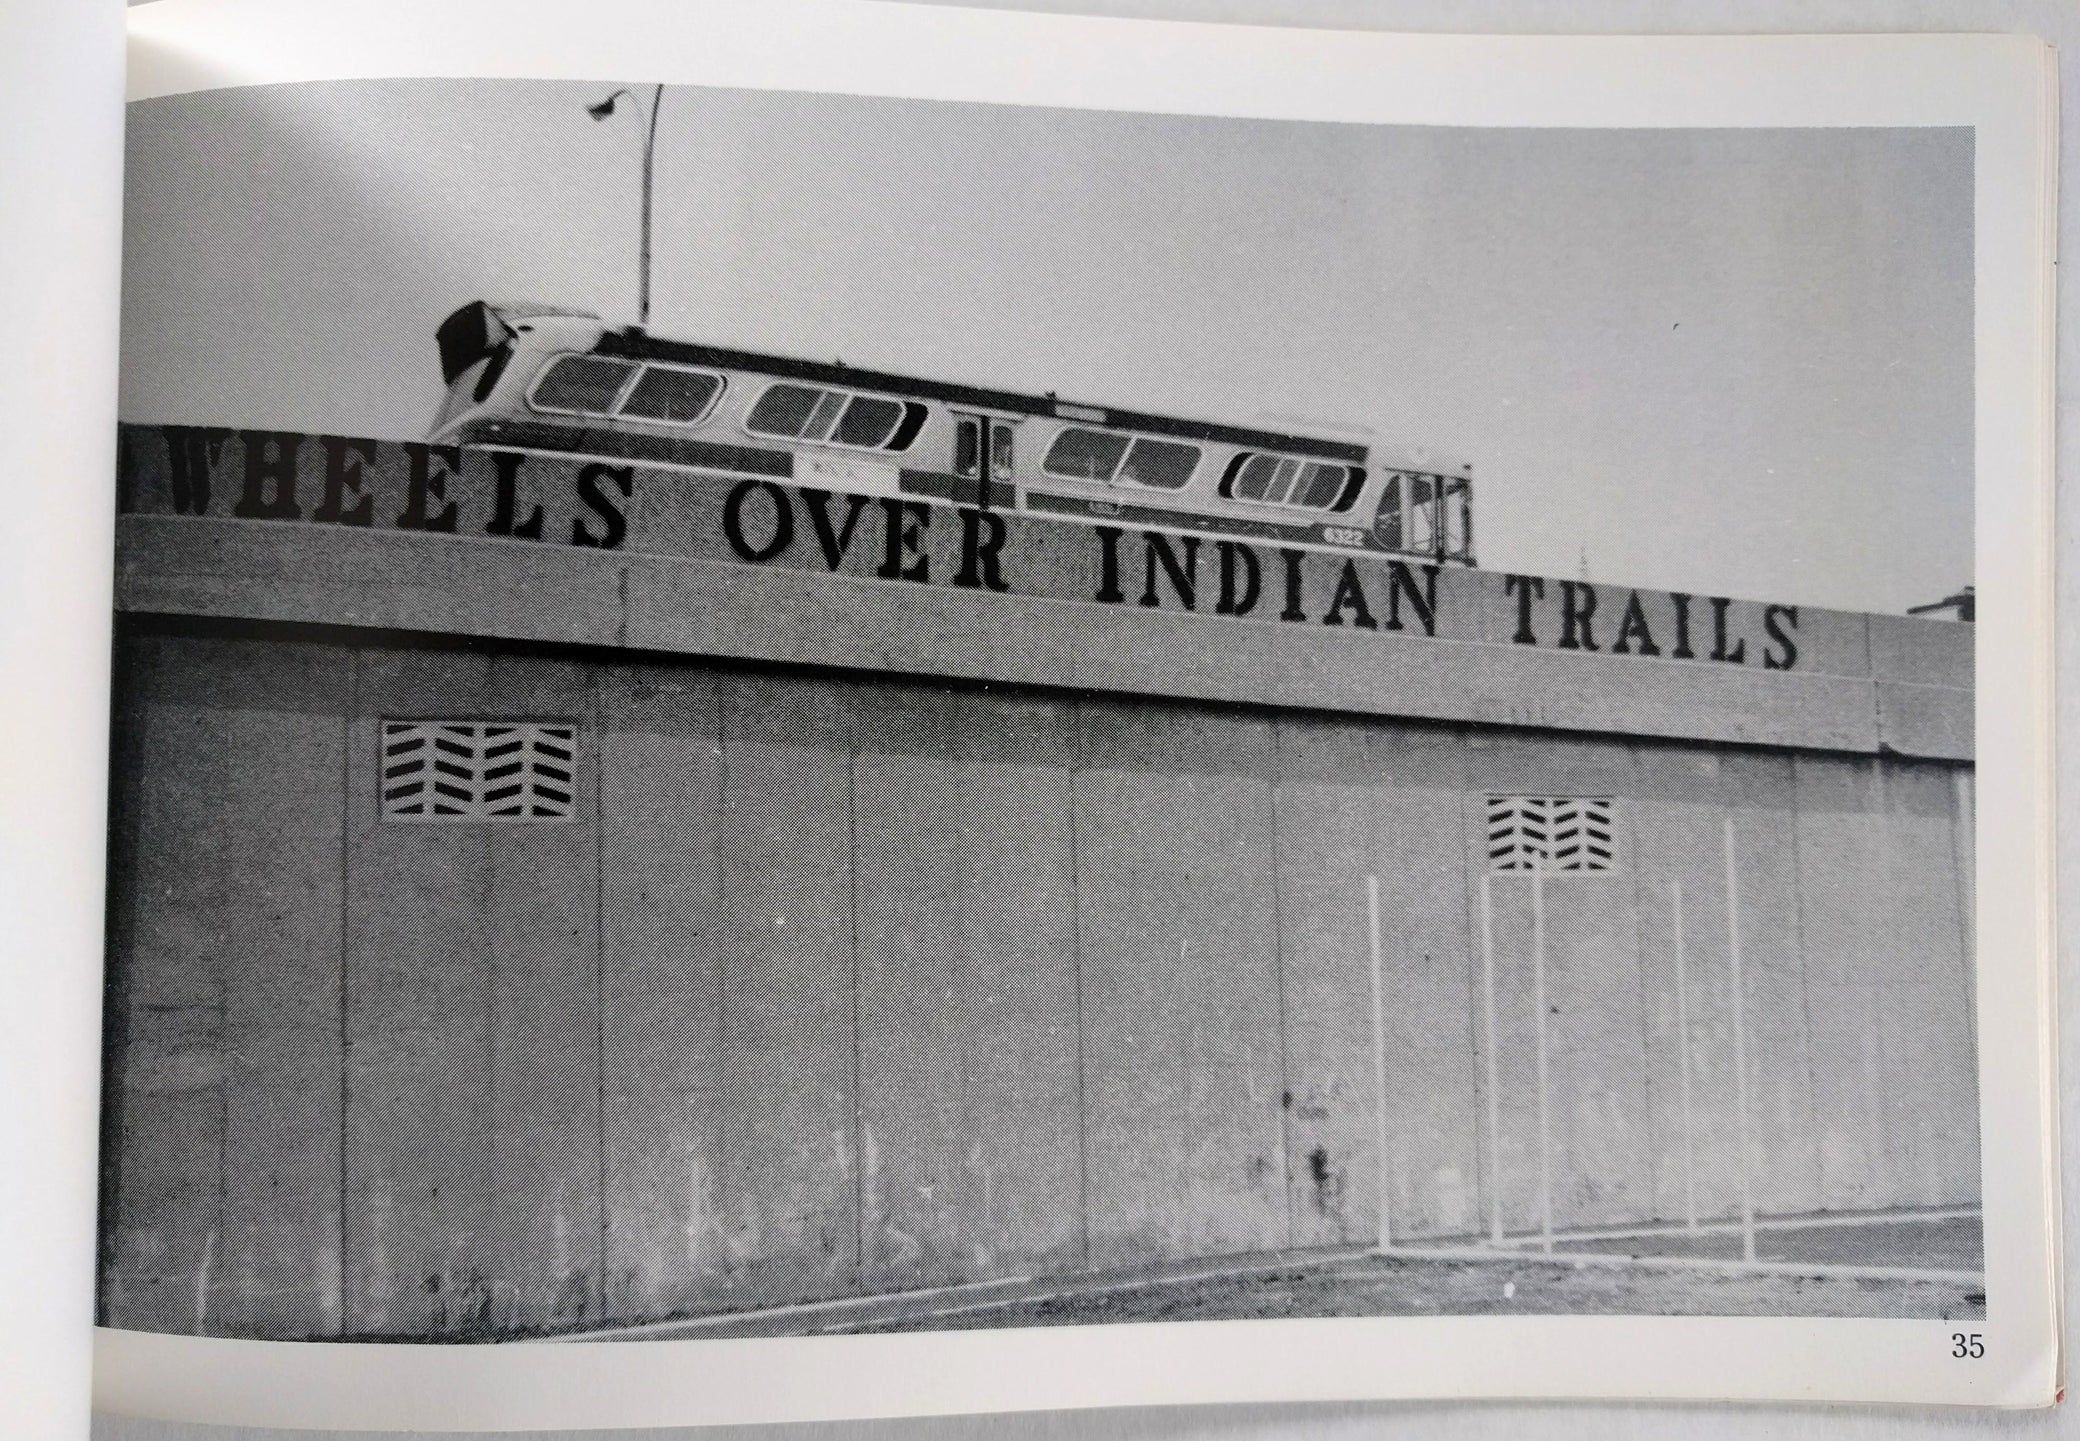 WHEELS OVER INDIAN TRAILS
6322
35